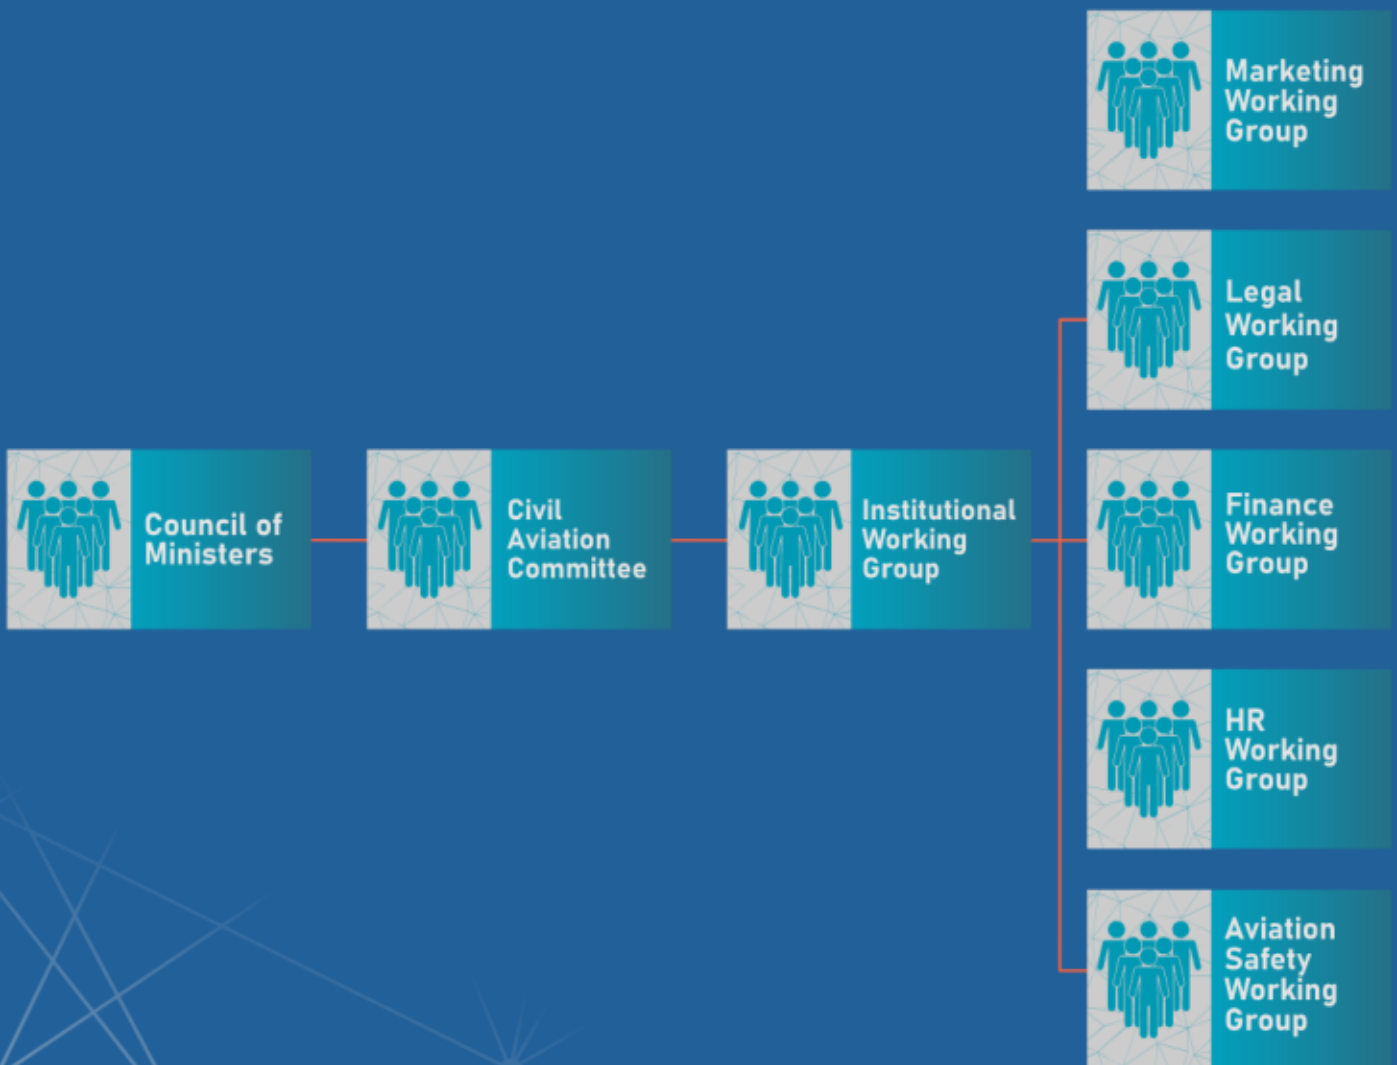 Marketing
Working
Group
Legal
Working
Group
Council of
Ministers
Civil
Aviation
Committee
Institutional
Working
Group
Finance
Working
Group
HR
Working
Group
Aviation
Safety
Working
Group